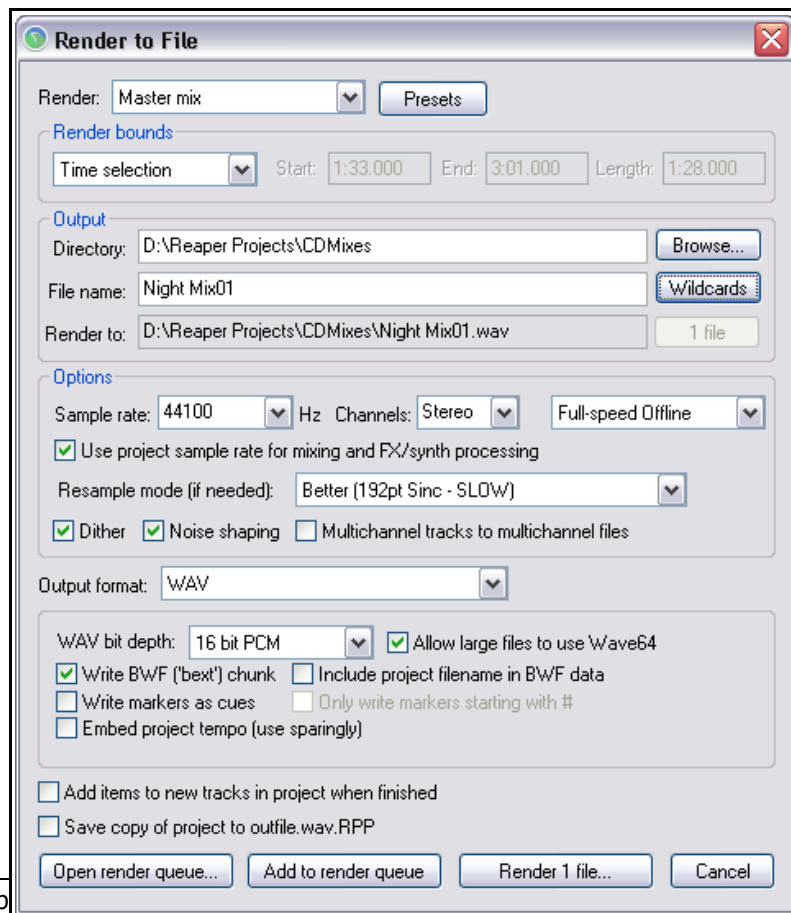 Render to File
Render: Master mix Presets
Render bounds
Time selection Start: 1:33.000 End: 3:01.000 Length: 1:28.000
Output
Directory: D:\Reaper Projects\CDMixes Browse...
File name: Night Mix01 Wildcards
Render to: D:\Reaper Projects\CDMixes\Night Mix01.wav 1 file
Options
Sample rate: 44100 Hz Channels: Stereo Full-speed Offline
Use project sample rate for mixing and FX/synth processing
Resample mode (if needed): Better (192pt Sinc - SLOW)
Dither Noise shaping Multichannel tracks to multichannel files
Output format: WAV
WAV bit depth: 16 bit PCM Allow large files to use Wave64
Write BWF ('bext') chunk Include project filename in BWF data
Write markers as cues Only write markers starting with #
Embed project tempo (use sparingly)
Add items to new tracks in project when finished
Save copy of project to outfile.wav.RPP
Open render queue... Add to render queue Render 1 file... Cancel